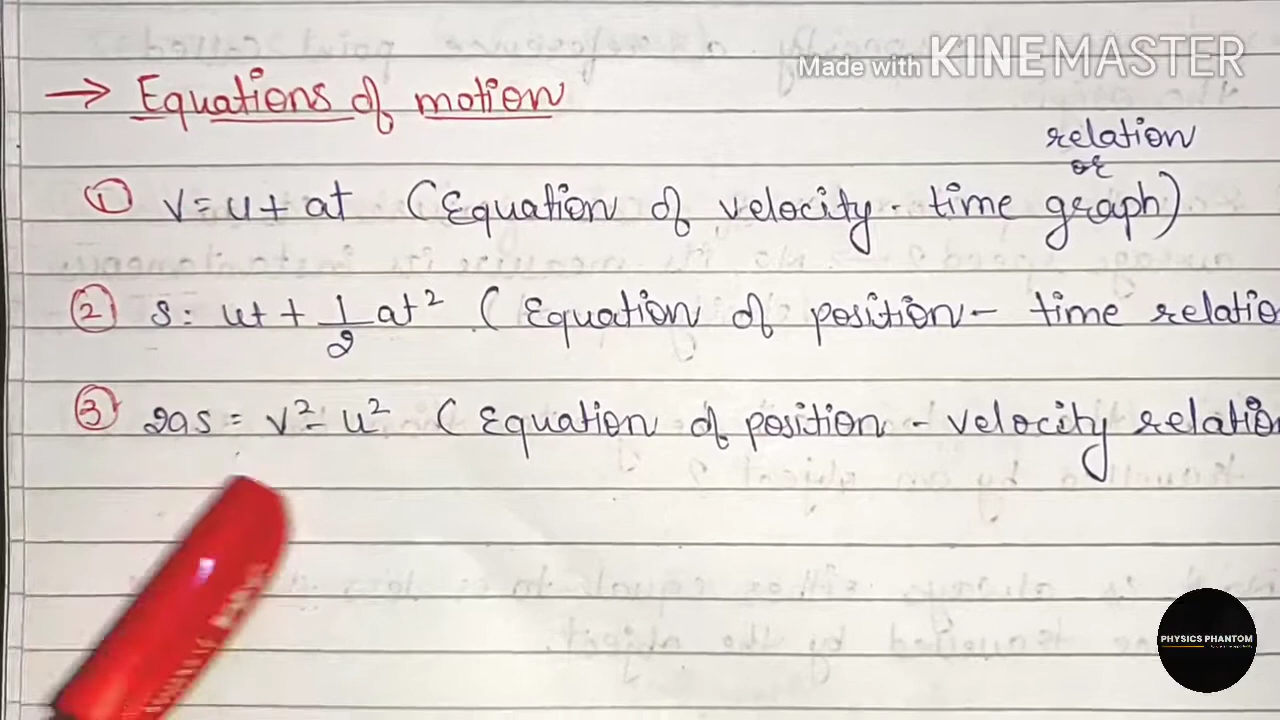 Made with KINEMASTER
→ Equations of motion
relation
or
① v = u + at (Equation of velocity - time graph)
② s = ut + 1/2 at² (Equation of position - time relatio
③ 2as = v² - u² (Equation of position - velocity relatio
PHYSICS PHANTOM